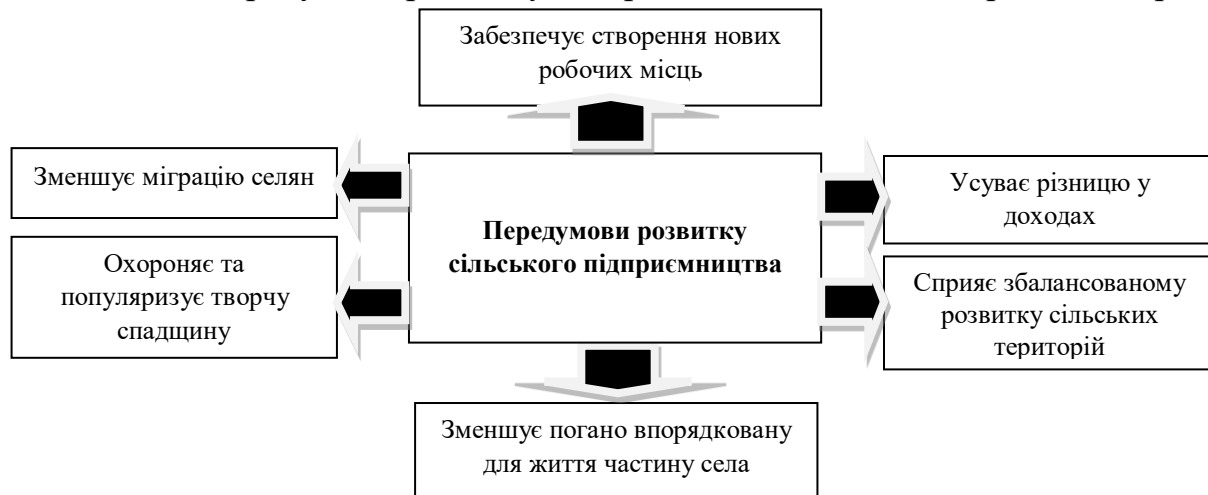 Забезпечує створення нових
робочих місць
Зменшує міграцію селян
Охороняє та
популяризує творчу
спадщину
Передумови розвитку
сільського підприємництва
Усуває різницю у
доходах
Сприяє збалансованому
розвитку сільських
територій
Зменшує погано впорядковану
для життя частину села